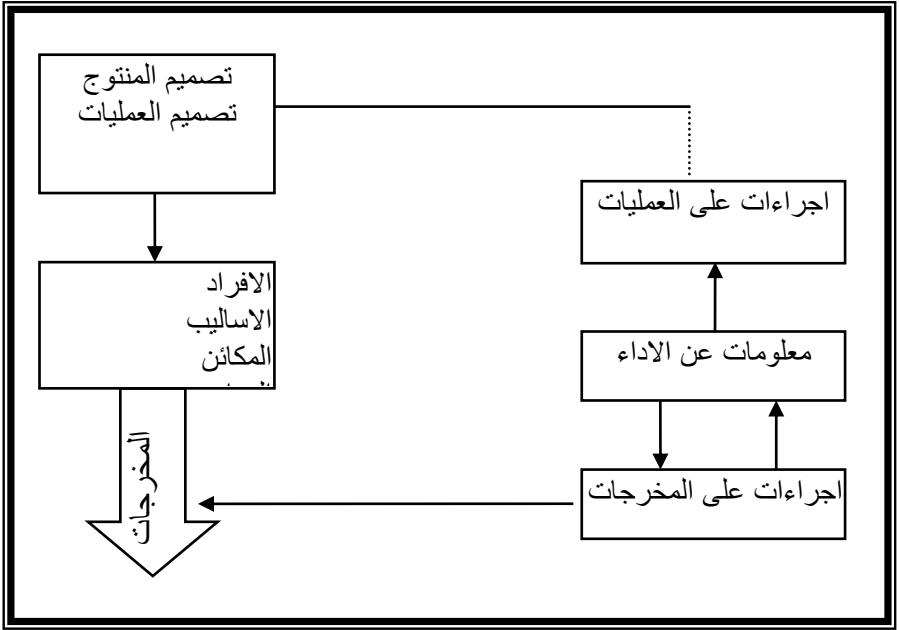 تصميم المنتوج
تصميم العمليات
اجراءات على العمليات
الافراد
الاساليب
المكائن
معلومات عن الاداء
المخرجات
اجراءات على المخرجات